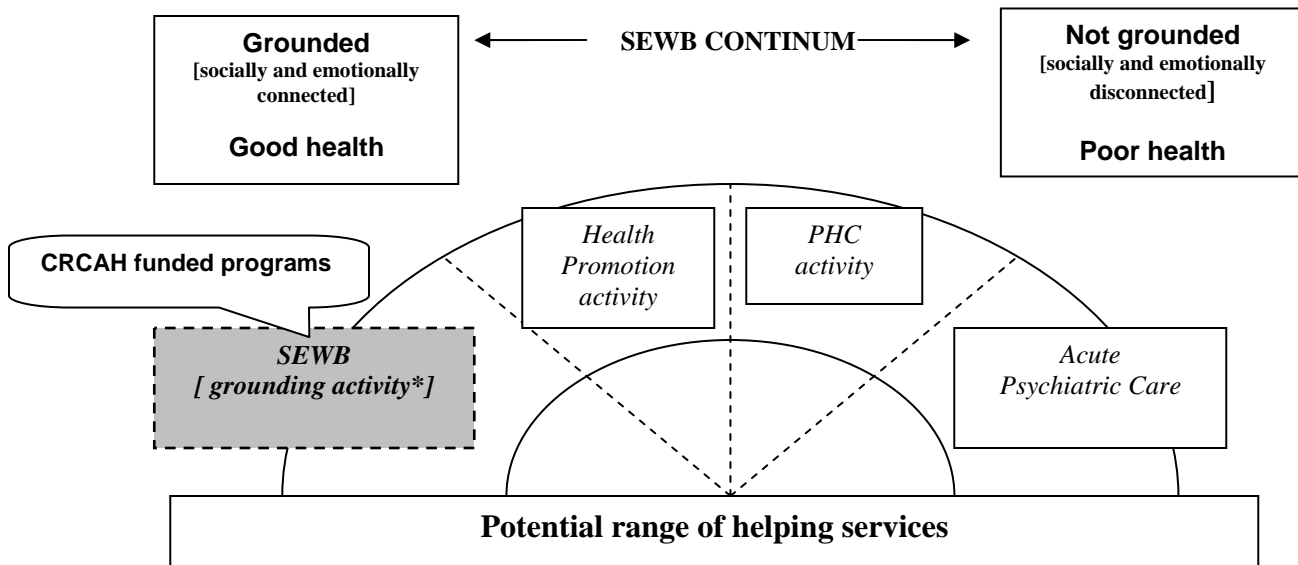 Grounded
[socially and emotionally
connected]
Good health
SEWB CONTINUM
Not grounded
[socially and emotionally
disconnected]
Poor health
CRCAH funded programs
SEWB
[ grounding activity*]
Health
Promotion
activity
PHC
activity
Acute
Psychiatric Care
Potential range of helping services